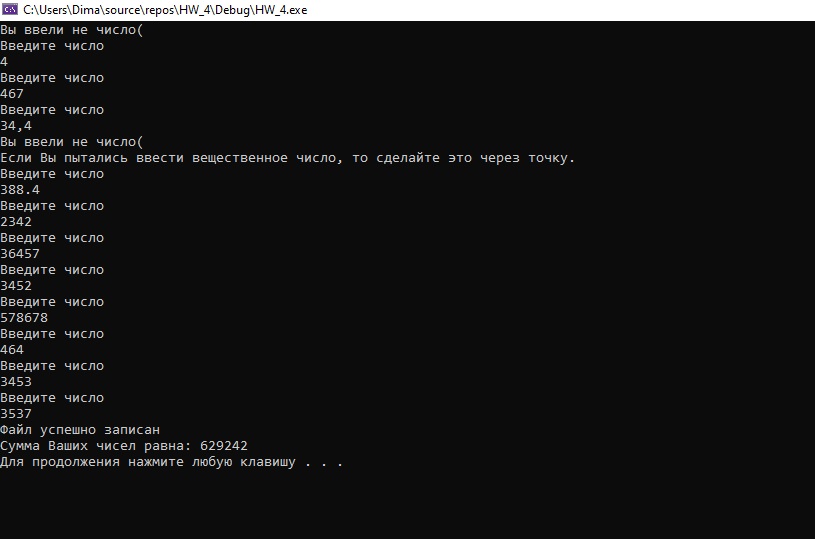 C:\Users\Dima\source\repos\HW_4\Debug\HW_4.exe
Вы ввели не число(
Введите число
4
Введите число
467
Введите число
34,4
Вы ввели не число(
Если Вы пытались ввести вещественное число, то сделайте это через точку.
Введите число
388.4
Введите число
2342
Введите число
36457
Введите число
3452
Введите число
578678
Введите число
464
Введите число
3453
Введите число
3537
Файл успешно записан
Сумма Ваших чисел равна: 629242
Для продолжения нажмите любую клавишу . . .